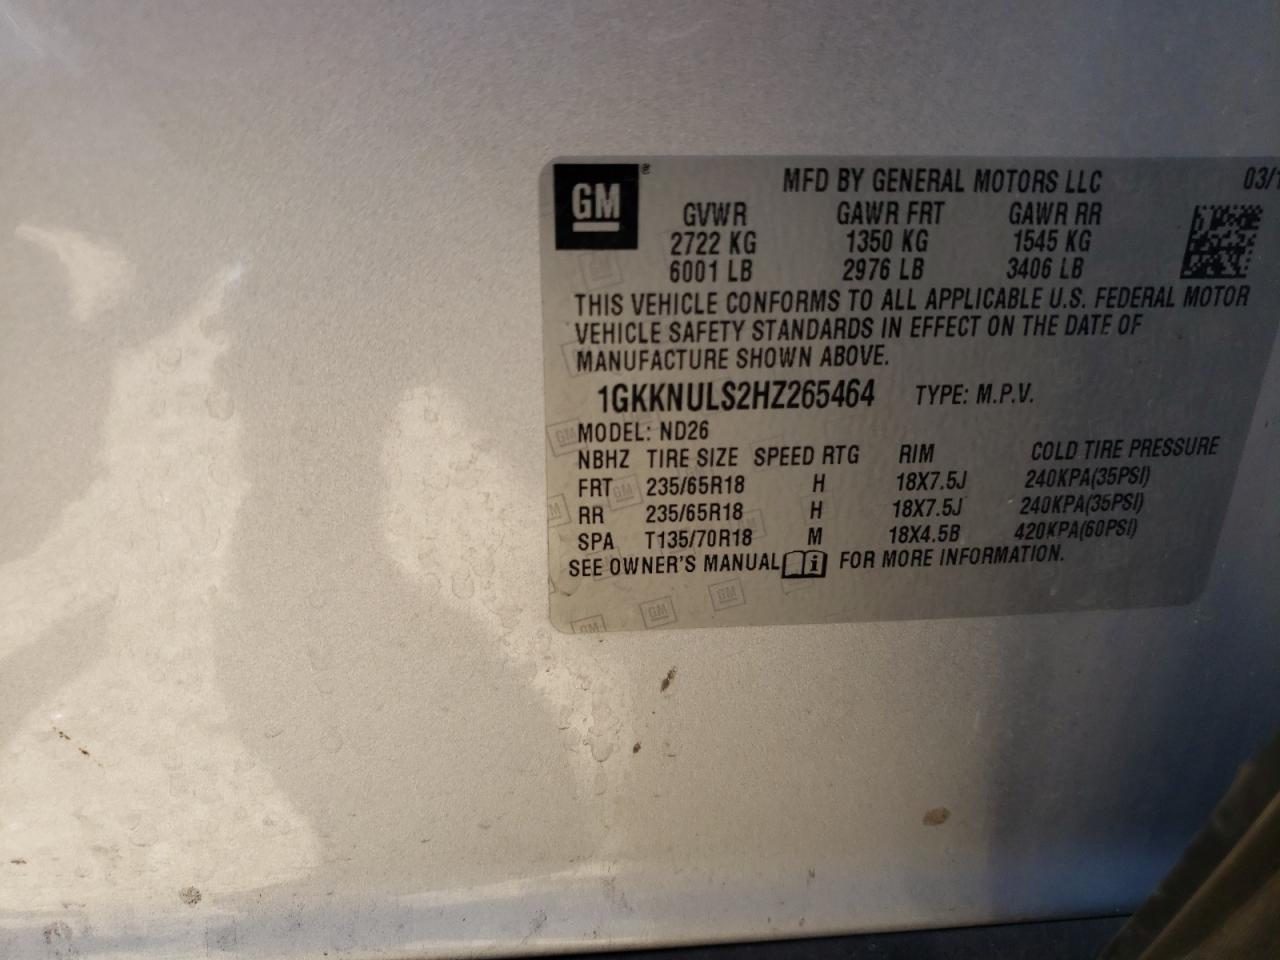 GM® MFD BY GENERAL MOTORS LLC 03/1
GVWR GAWR FRT GAWR RR
2722 KG 1350 KG 1545 KG
6001 LB 2976 LB 3406 LB
THIS VEHICLE CONFORMS TO ALL APPLICABLE U.S. FEDERAL MOTOR
VEHICLE SAFETY STANDARDS IN EFFECT ON THE DATE OF
MANUFACTURE SHOWN ABOVE.
1GKKNULS2HZ265464 TYPE: M.P.V.
MODEL: ND26
NBHZ TIRE SIZE SPEED RTG RIM COLD TIRE PRESSURE
FRT 235/65R18 H 18X7.5J 240KPA(35PSI)
RR 235/65R18 H 18X7.5J 240KPA(35PSI)
SPA T135/70R18 M 18X4.5B 420KPA(60PSI)
SEE OWNER'S MANUAL i FOR MORE INFORMATION.